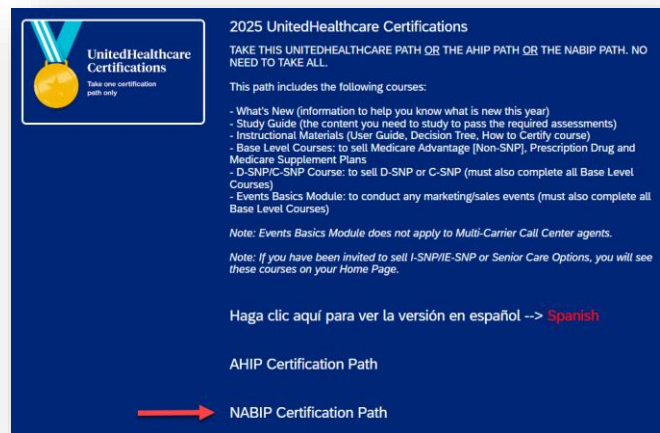 UnitedHealthcare
Certifications
Take one certification
path only
2025 UnitedHealthcare Certifications
TAKE THIS UNITEDHEALTHCARE PATH OR THE AHIP PATH OR THE NABIP PATH. NO
NEED TO TAKE ALL.
This path includes the following courses:
- What's New (information to help you know what is new this year)
- Study Guide (the content you need to study to pass the required assessments)
- Instructional Materials (User Guide, Decision Tree, How to Certify course)
- Base Level Courses: to sell Medicare Advantage [Non-SNP], Prescription Drug and
Medicare Supplement Plans
- D-SNP/C-SNP Course: to sell D-SNP or C-SNP (must also complete all Base Level
Courses)
- Events Basics Module: to conduct any marketing/sales events (must also complete all
Base Level Courses)
Note: Events Basics Module does not apply to Multi-Carrier Call Center agents.
Note: If you have been invited to sell I-SNP/IE-SNP or Senior Care Options, you will see
these courses on your Home Page.
Haga clic aquí para ver la versión en español --> Spanish
AHIP Certification Path
NABIP Certification Path